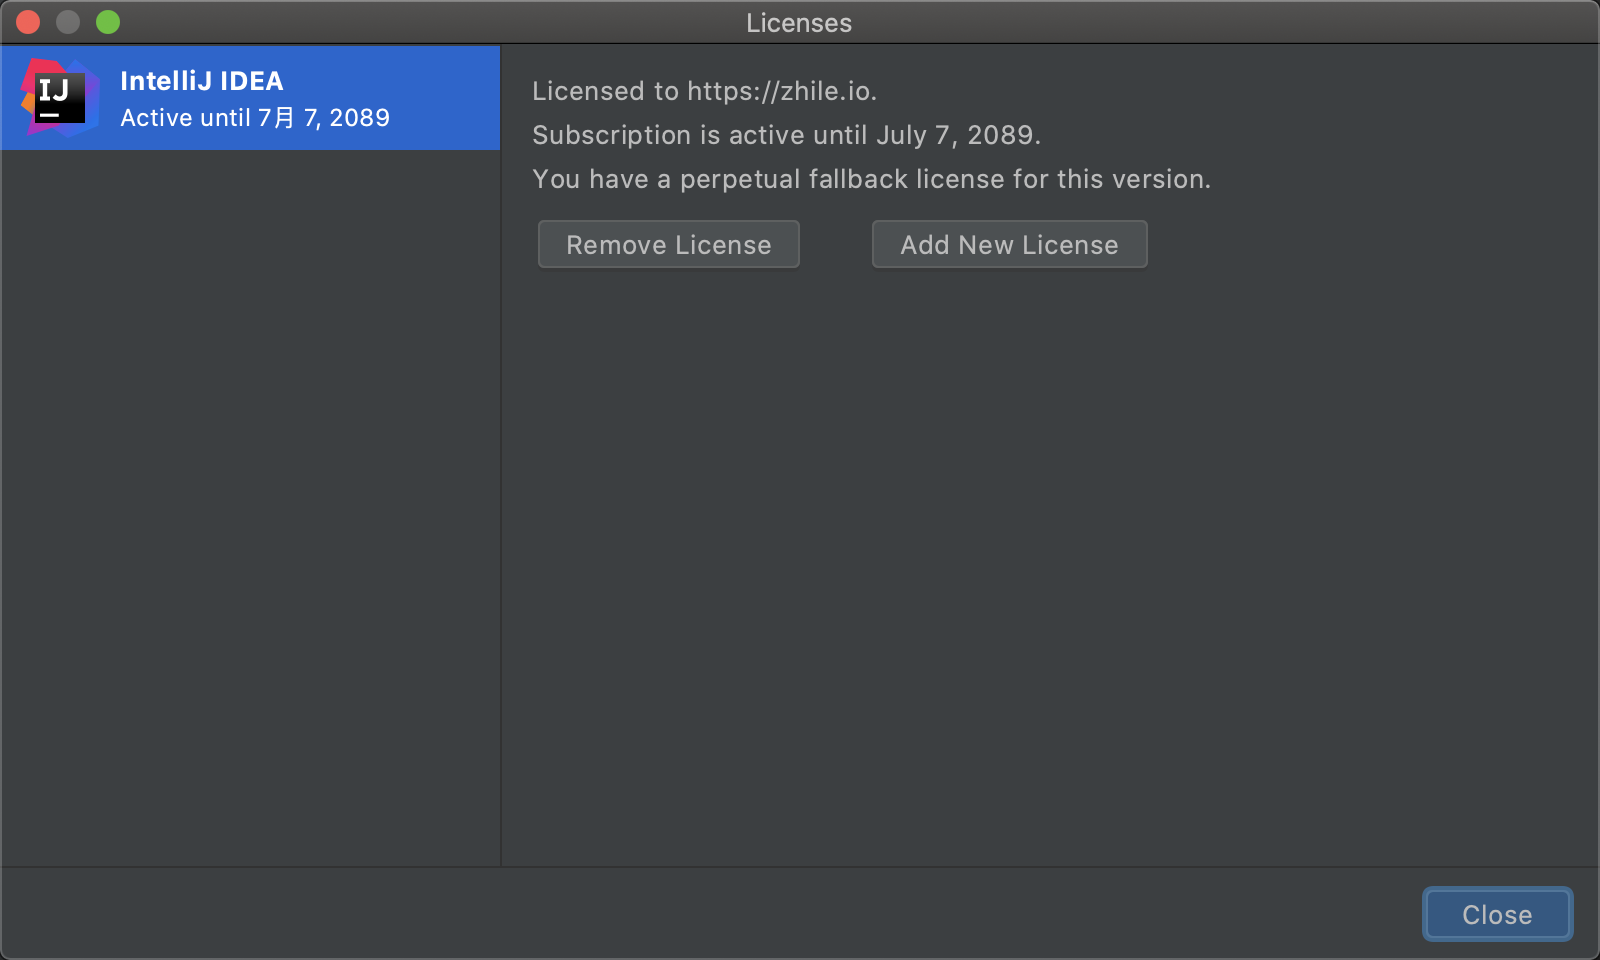 Licenses
IJ
IntelliJ IDEA
Active until 7月 7, 2089
Licensed to https://zhile.io.
Subscription is active until July 7, 2089.
You have a perpetual fallback license for this version.
Remove License
Add New License
Close